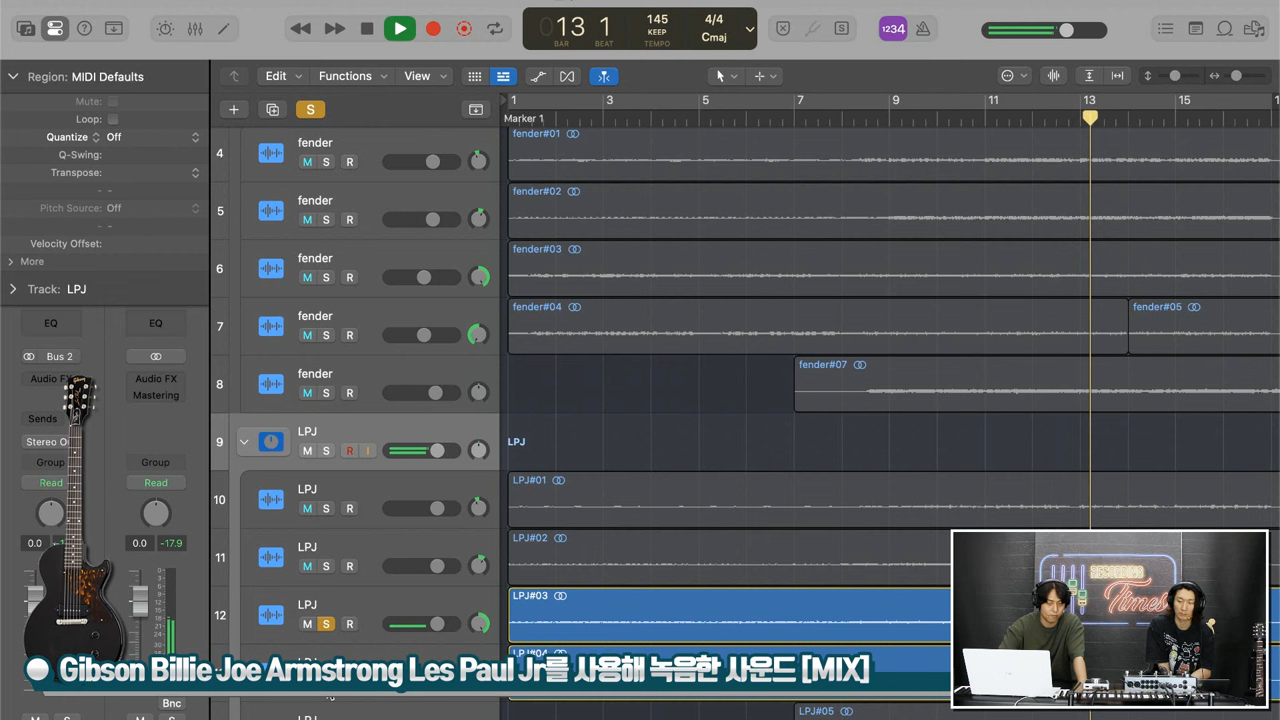 1234
13 1
BAR BEAT
145
KEEP
TEMPO
4/4
Cmaj
Region: MIDI Defaults
Mute:
Loop:
Quantize Off
Q-Swing:
Transpose:
Pitch Source: Off
Velocity Offset:
More
Track: LPJ
Edit Functions View
S
1 3 5 7 9 11 13 15
Marker 1
4 fender
M S R
fender#01
5 fender
M S R
fender#02
6 fender
M S R
fender#03
7 fender
M S R
fender#04
fender#05
8 fender
M S R
fender#07
9 LPJ
M S R I
LPJ
10 LPJ
M S R
LPJ#01
11 LPJ
M S R
LPJ#02
12 LPJ
M S R
LPJ#03
LPJ#04
LPJ#05
EQ EQ
Bus 2
Audio FX Audio FX
Mastering
Sends
Stereo
Group Group
Read Read
0.0 0.0 -17.9
Bnc
M S
RECORDING
Times
Gibson Billie Joe Armstrong Les Paul Jr를 사용해 녹음한 사운드 [MIX]